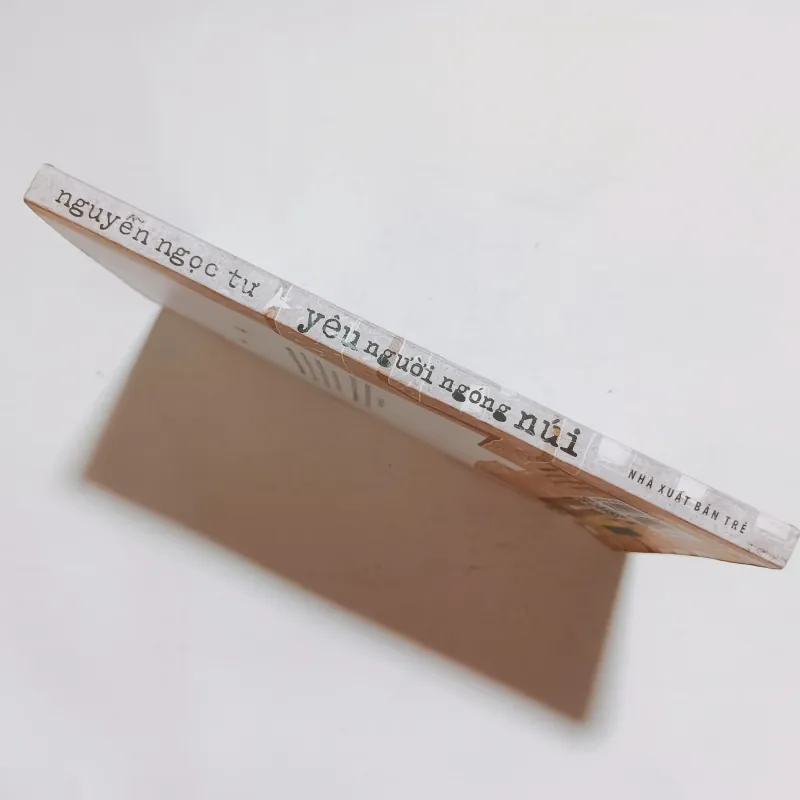 nguyễn ngọc tư
yêu người ngóng núi
NHÀ XUẤT BẢN TRẺ